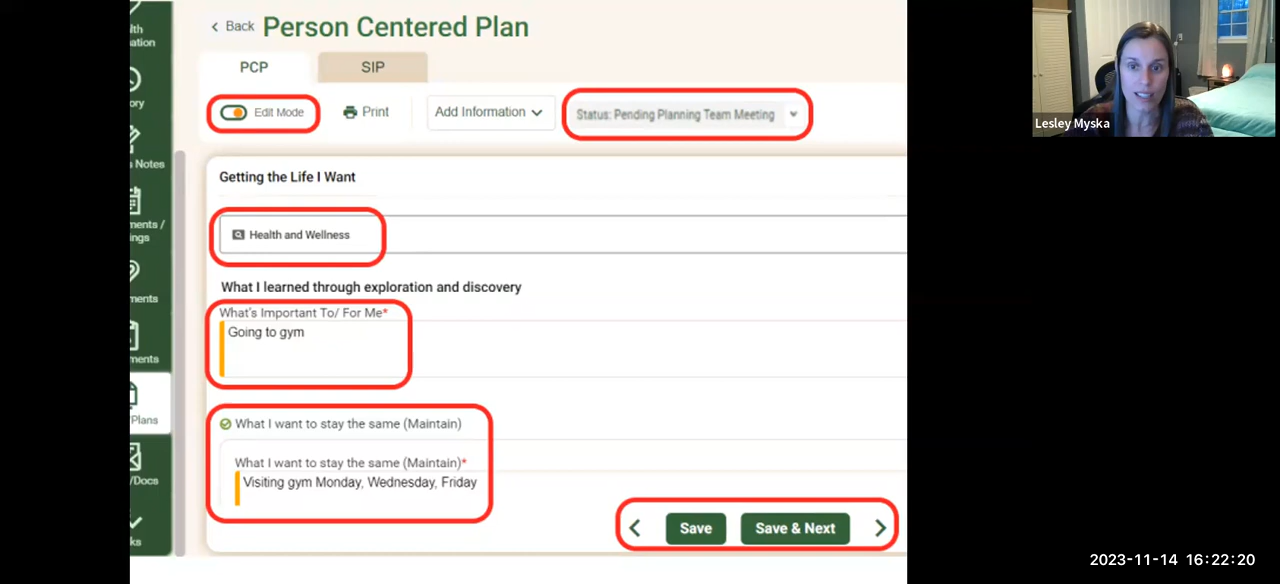 Back Person Centered Plan
PCP SIP
Edit Mode Print Add Information Status: Pending Planning Team Meeting
Getting the Life I Want
Health and Wellness
What I learned through exploration and discovery
What's Important To/ For Me*
Going to gym
What I want to stay the same (Maintain)
What I want to stay the same (Maintain)*
Visiting gym Monday, Wednesday, Friday
Save Save & Next
Notes
Plans
/Docs
Lesley Myska
2023-11-14 16:22:20